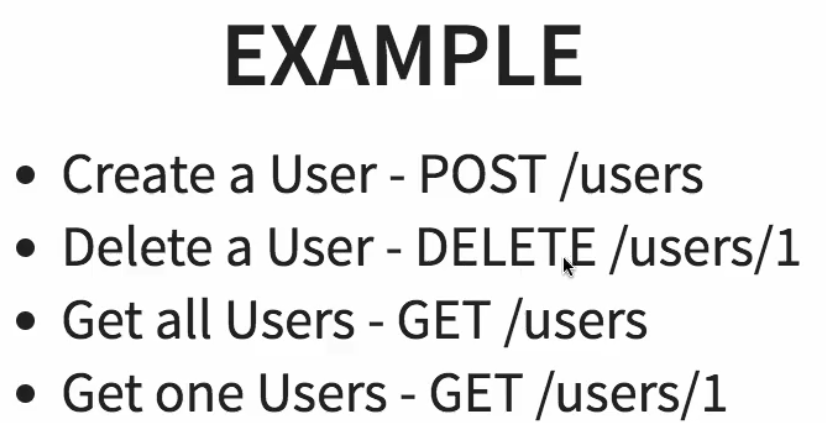 EXAMPLE
• Create a User - POST /users
• Delete a User - DELETE /users/1
• Get all Users - GET /users
• Get one Users - GET /users/1